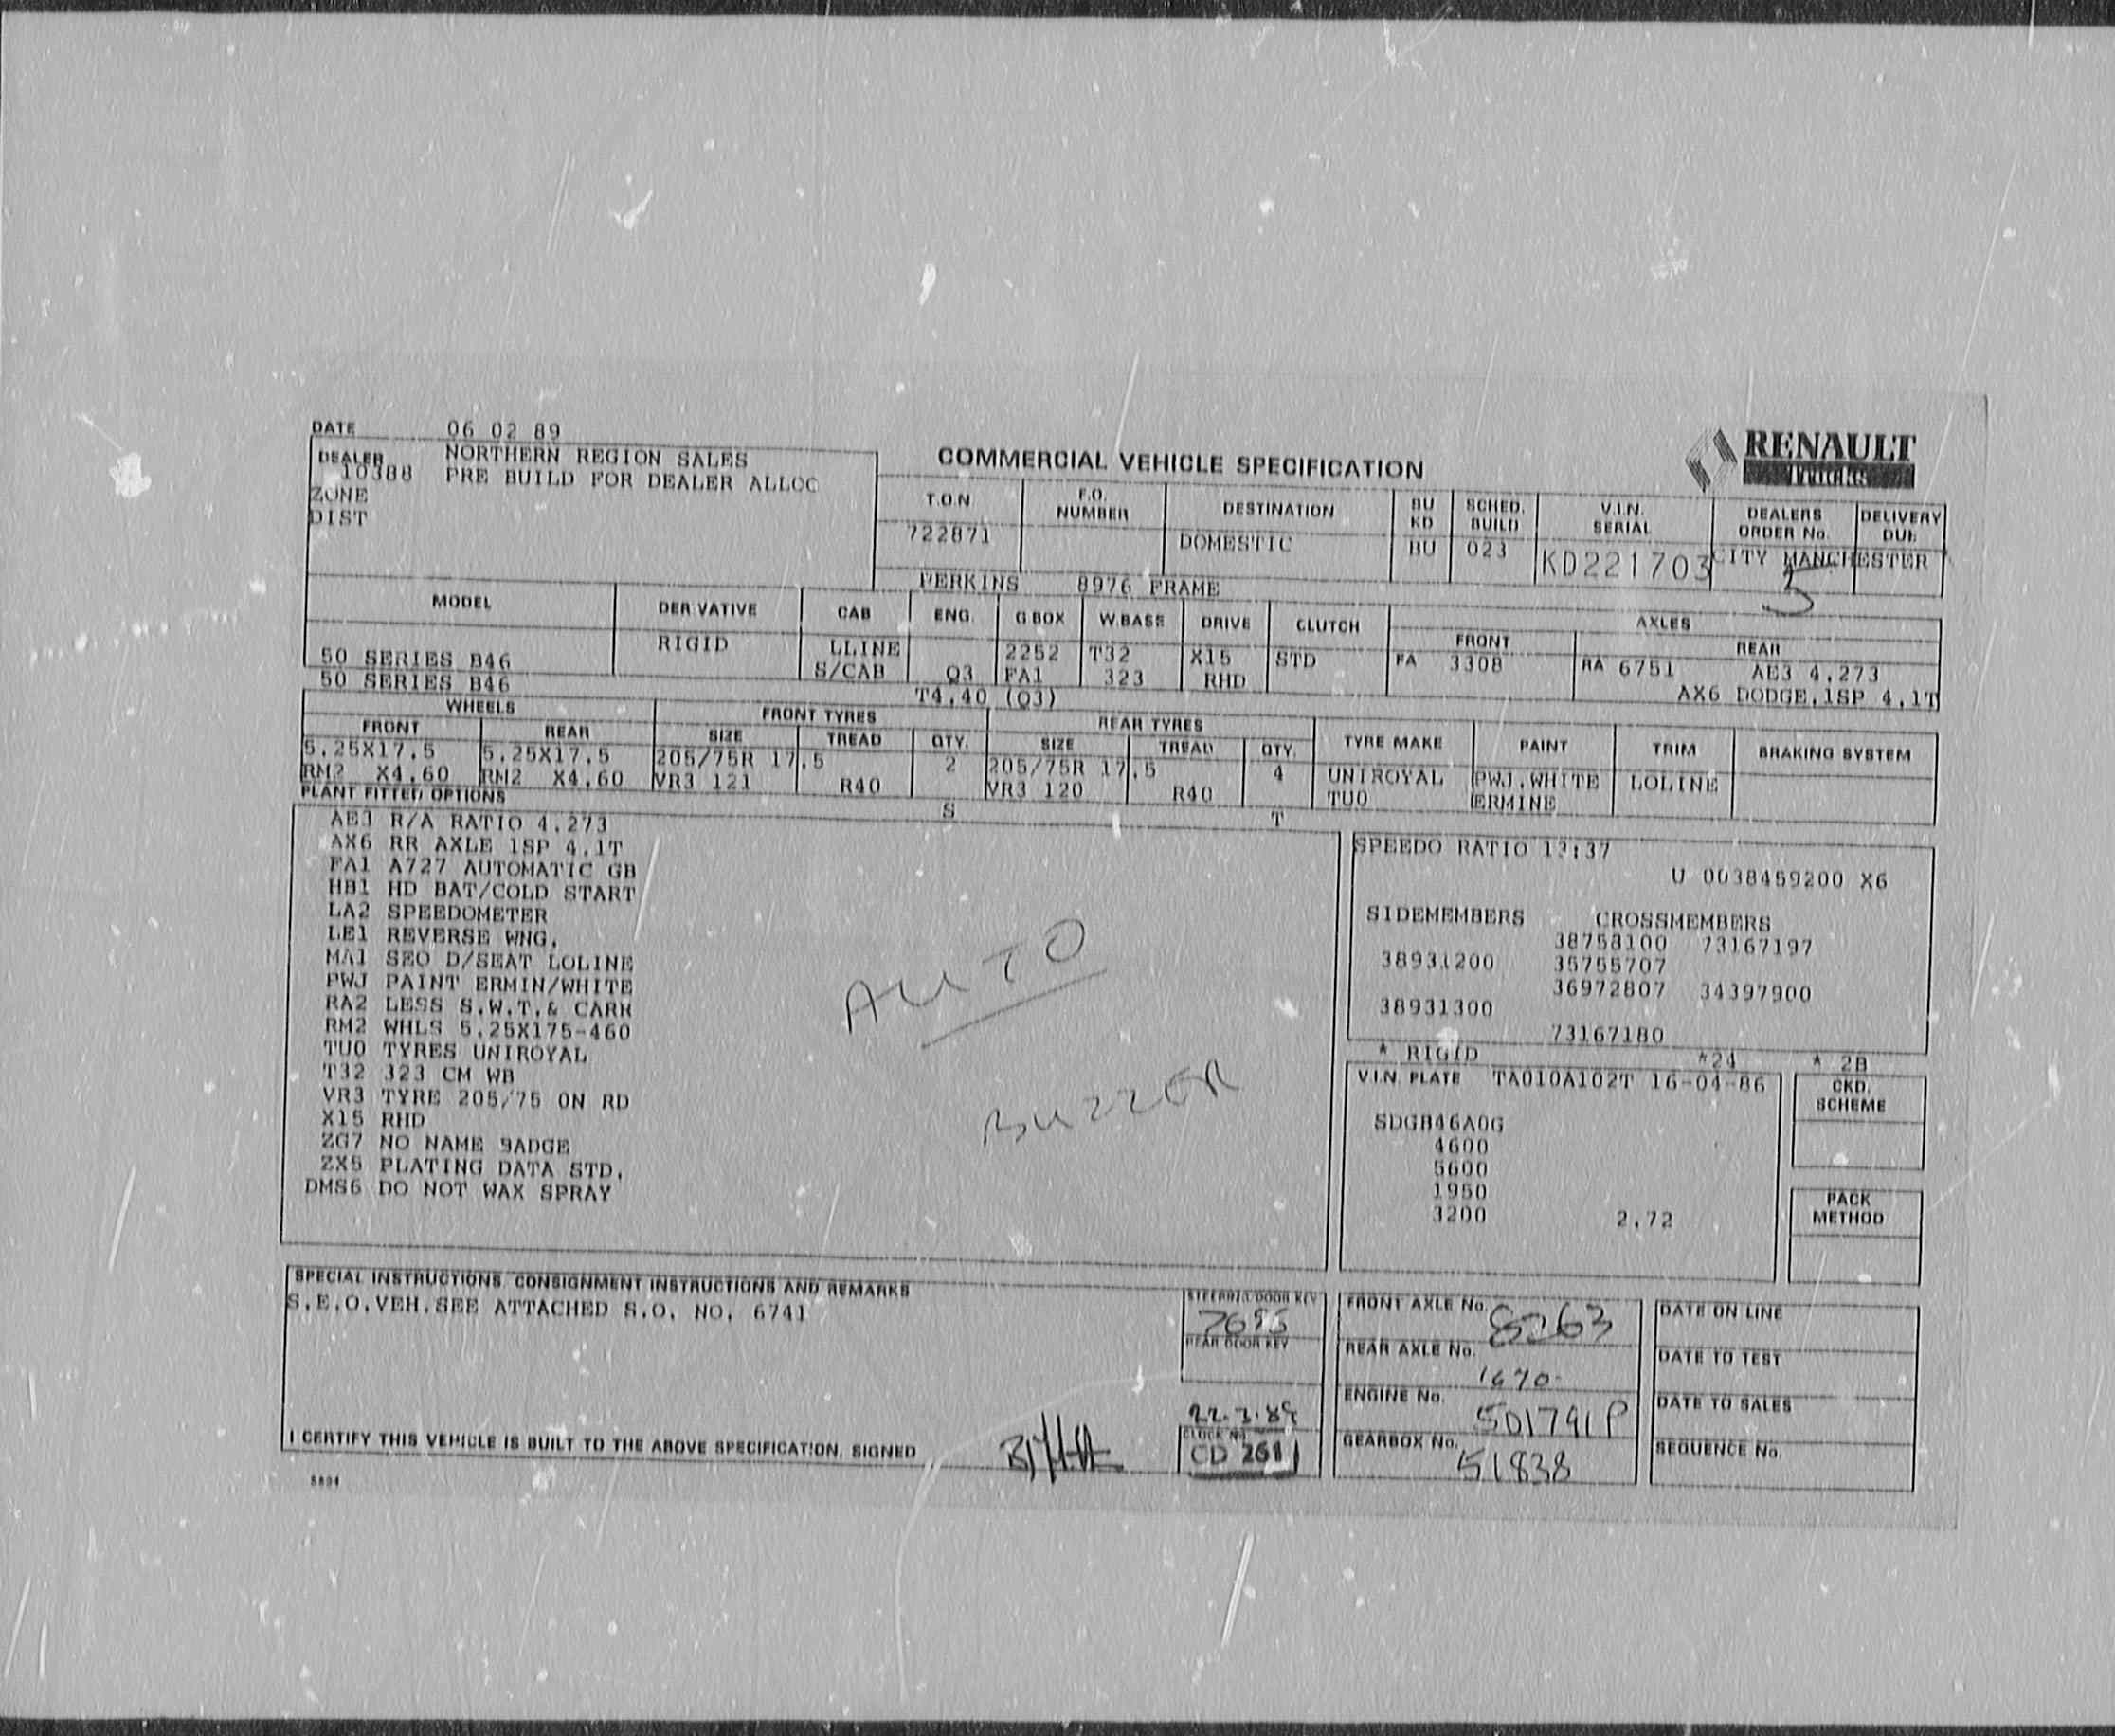 DATE 06 02 89
DEALER NORTHERN REGION SALES
10388 PRE BUILD FOR DEALER ALLOC
ZONE
DIST
COMMERCIAL VEHICLE SPECIFICATION
RENAULT
Trucks
T.O.N F.O. NUMBER DESTINATION BU KD SCHED. BUILD V.I.N. SERIAL DEALERS ORDER No. DELIVERY DUE
722871 DOMESTIC BU 023 KD221703 CITY MANCHESTER
3
PERKINS 8976 FRAME
MODEL DER VATIVE CAB ENG. G BOX W.BASE DRIVE CLUTCH AXLES
FRONT REAR
RIGID LLINE 2252 T32 X15 STD FA 3308 RA 6751 AE3 4.273
50 SERIES B46 S/CAB Q3 FA1 323 RHD AX6 DODGE,1SP 4.1T
50 SERIES B46 T4.40 (Q3)
WHEELS FRONT TYRES REAR TYRES
FRONT REAR SIZE TREAD QTY. SIZE TREAD QTY. TYRE MAKE PAINT TRIM BRAKING SYSTEM
5.25X17.5 5.25X17.5 205/75R 17.5 2 205/75R 17.5 4 UNIROYAL PWJ.WHITE LOLINE
RM2 X4.60 RM2 X4.60 VR3 121 R40 VR3 120 R40 TU0 ERMINE
PLANT FITTED OPTIONS S T
AE3 R/A RATIO 4.273
AX6 RR AXLE 1SP 4.1T
FA1 A727 AUTOMATIC GB
HB1 HD BAT/COLD START
LA2 SPEEDOMETER
LE1 REVERSE WNG.
MA1 SEO D/SEAT LOLINE
PWJ PAINT ERMIN/WHITE
RA2 LESS S.W.T.& CARR
RM2 WHLS 5.25X175-460
TU0 TYRES UNIROYAL
T32 323 CM WB
VR3 TYRE 205/75 ON RD
X15 RHD
ZG7 NO NAME BADGE
ZX5 PLATING DATA STD.
DMS6 DO NOT WAX SPRAY
AUTO
BUZZER
SPEEDO RATIO 13:37
U 0038459200 X6
SIDEMEMBERS CROSSMEMBERS
38758100 73167197
38931200 35755707
36972807 34397900
38931300
73167180
* RIGID *24 * 2B
V.I.N. PLATE TA010A102T 16-04-86
SDGB46A0G
4600
5600
1950
3200 2.72
CKD. SCHEME
PACK METHOD
SPECIAL INSTRUCTIONS, CONSIGNMENT INSTRUCTIONS AND REMARKS
S.E.O.VEH.SEE ATTACHED S.O. NO. 6741
I CERTIFY THIS VEHICLE IS BUILT TO THE ABOVE SPECIFICATION. SIGNED
STEERING/DOOR KEY
REAR DOOR KEY
22.3.89
CLOCK No
CD 261
FRONT AXLE No. 8263
REAR AXLE No. 1670
ENGINE No. 501791P
GEARBOX No. 51838
DATE ON LINE
DATE TO TEST
DATE TO SALES
SEQUENCE No.